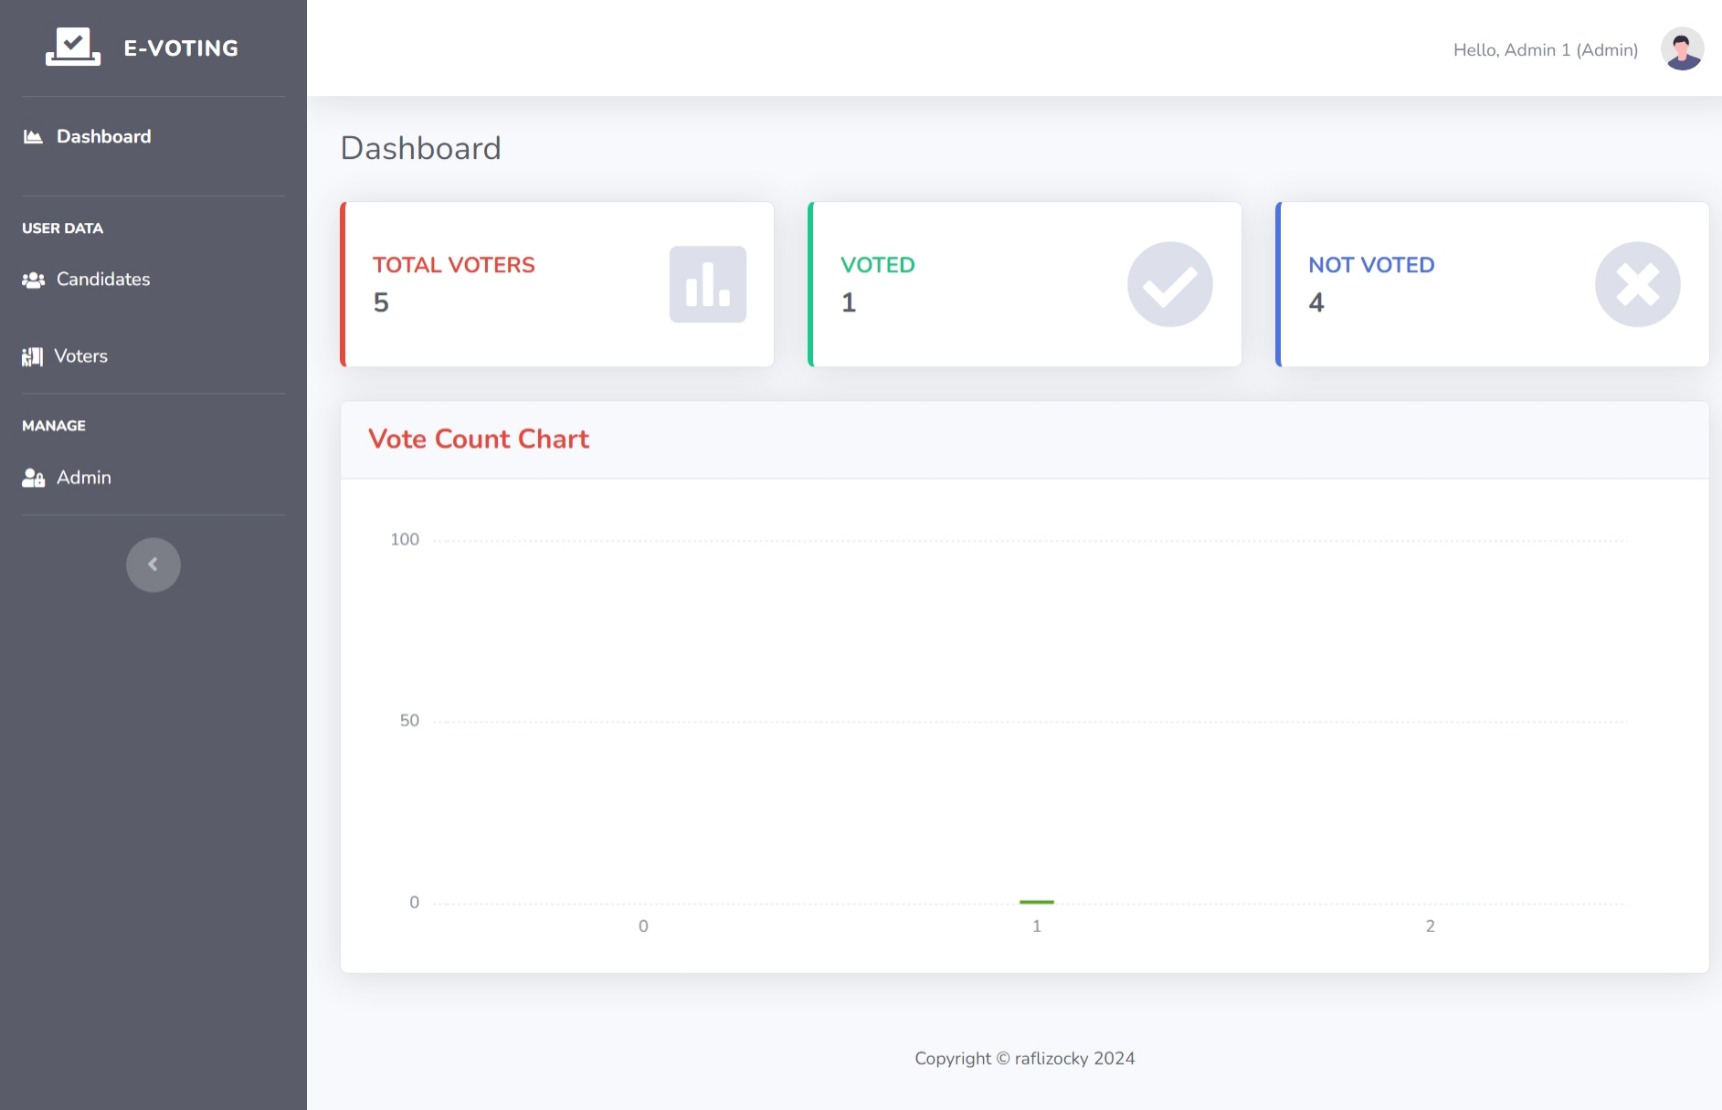 E-VOTING
Hello, Admin 1 (Admin)
Dashboard
USER DATA
Candidates
Voters
MANAGE
Admin
Dashboard
TOTAL VOTERS
5
VOTED
1
NOT VOTED
4
Vote Count Chart
100
50
0
0 1 2
Copyright © raflizocky 2024